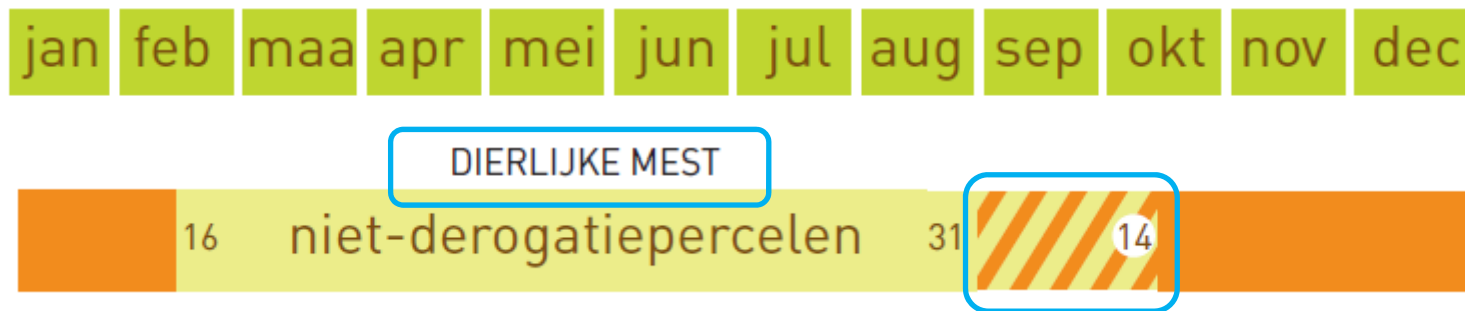 jan feb maa apr mei jun jul aug sep okt nov dec
DIERLIJKE MEST
16 niet-derogatiepercelen 31 14